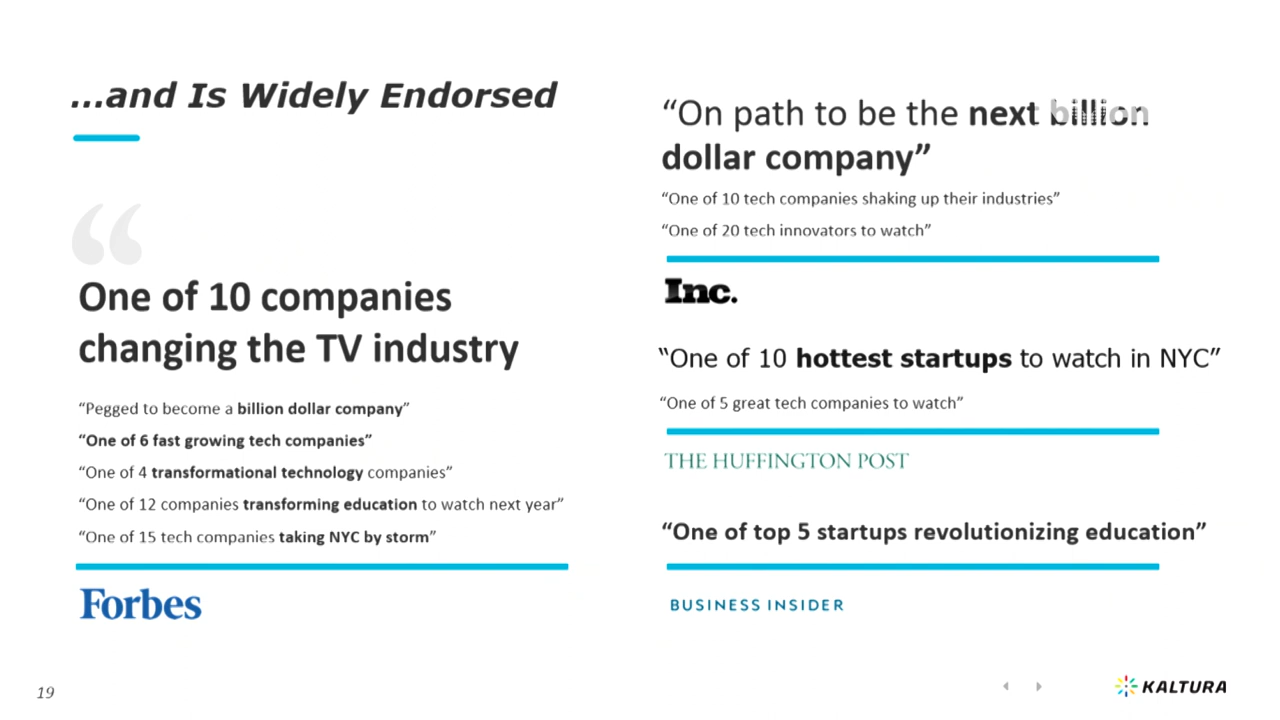 ...and Is Widely Endorsed
“
One of 10 companies
changing the TV industry
“Pegged to become a billion dollar company”
“One of 6 fast growing tech companies”
“One of 4 transformational technology companies”
“One of 12 companies transforming education to watch next year”
“One of 15 tech companies taking NYC by storm”
Forbes
“On path to be the next billion
dollar company”
“One of 10 tech companies shaking up their industries”
“One of 20 tech innovators to watch”
Inc.
“One of 10 hottest startups to watch in NYC”
“One of 5 great tech companies to watch”
THE HUFFINGTON POST
“One of top 5 startups revolutionizing education”
BUSINESS INSIDER
19
KALTURA